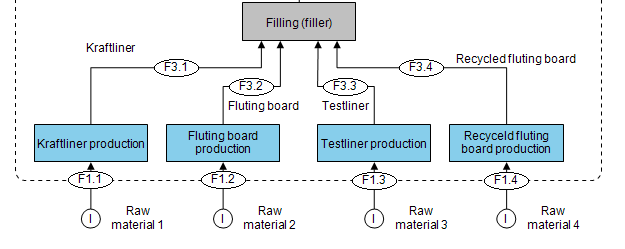 Filling (filler)
Kraftliner
Recycled fluting board
F3.1
F3.4
F3.2
F3.3
Fluting board
Testliner
Kraftliner production
Fluting board
production
Testliner production
Recyceld fluting
board production
F1.1
F1.2
F1.3
F1.4
I
Raw
material 1
I
Raw
material 2
I
Raw
material 3
I
Raw
material 4